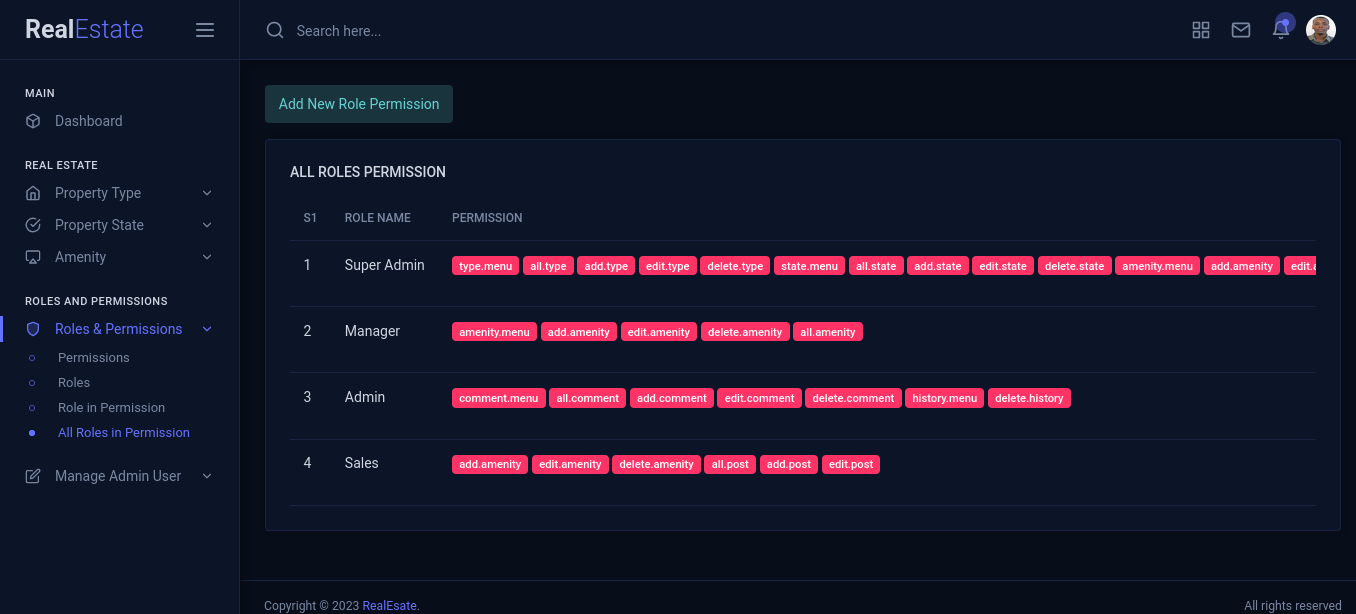 RealEstate
Search here...
MAIN
Dashboard
REAL ESTATE
Property Type
Property State
Amenity
ROLES AND PERMISSIONS
Roles & Permissions
Permissions
Roles
Role in Permission
All Roles in Permission
Manage Admin User
Add New Role Permission
ALL ROLES PERMISSION
S1 ROLE NAME PERMISSION
1 Super Admin type.menu all.type add.type edit.type delete.type state.menu all.state add.state edit.state delete.state amenity.menu add.amenity edit.a
2 Manager amenity.menu add.amenity edit.amenity delete.amenity all.amenity
3 Admin comment.menu all.comment add.comment edit.comment delete.comment history.menu delete.history
4 Sales add.amenity edit.amenity delete.amenity all.post add.post edit.post
Copyright © 2023 RealEsate. All rights reserved